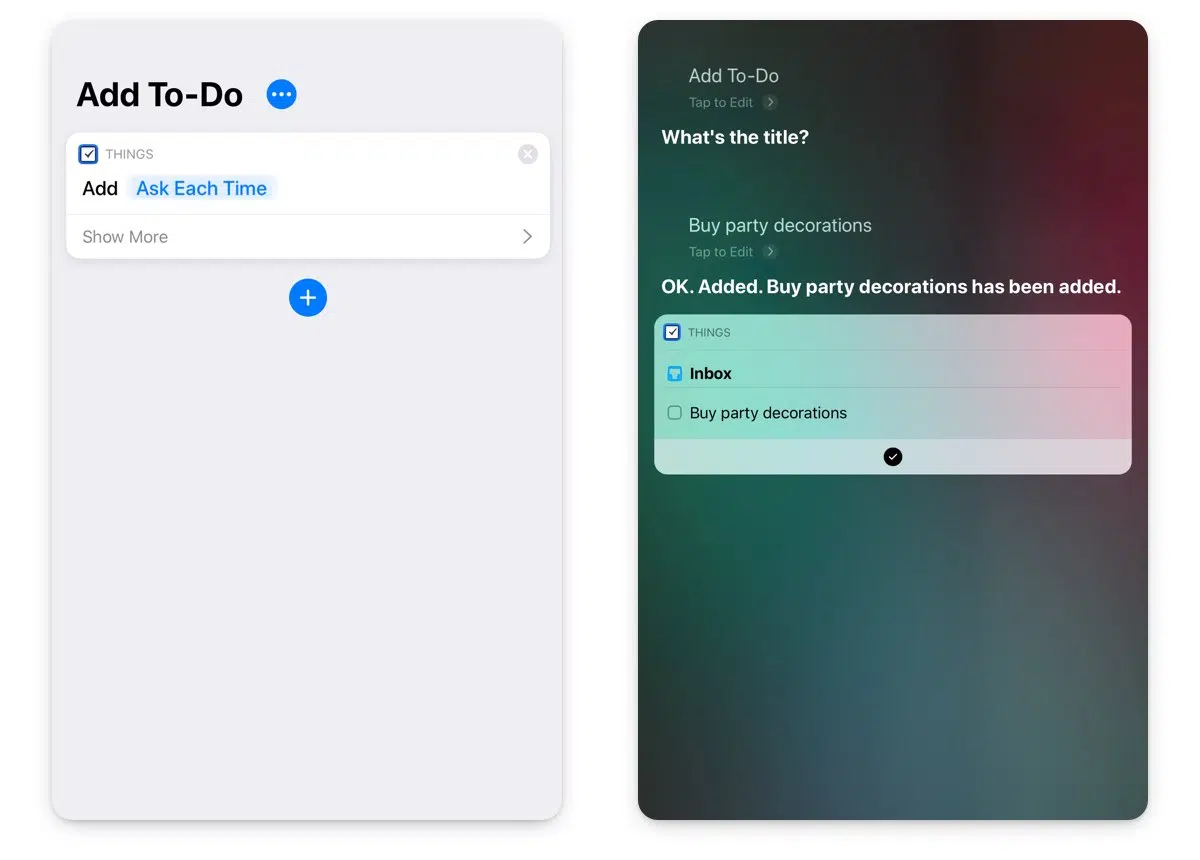 Add To-Do
THINGS
Add Ask Each Time
Show More
Add To-Do
Tap to Edit
What's the title?
Buy party decorations
Tap to Edit
OK. Added. Buy party decorations has been added.
THINGS
Inbox
Buy party decorations